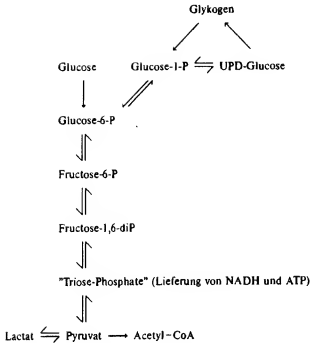 Glykogen
Glucose Glucose-1-P UPD-Glucose
Glucose-6-P
Fructose-6-P
Fructose-1,6-diP
"Triose-Phosphate" (Lieferung von NADH und ATP)
Lactat Pyruvat Acetyl-CoA